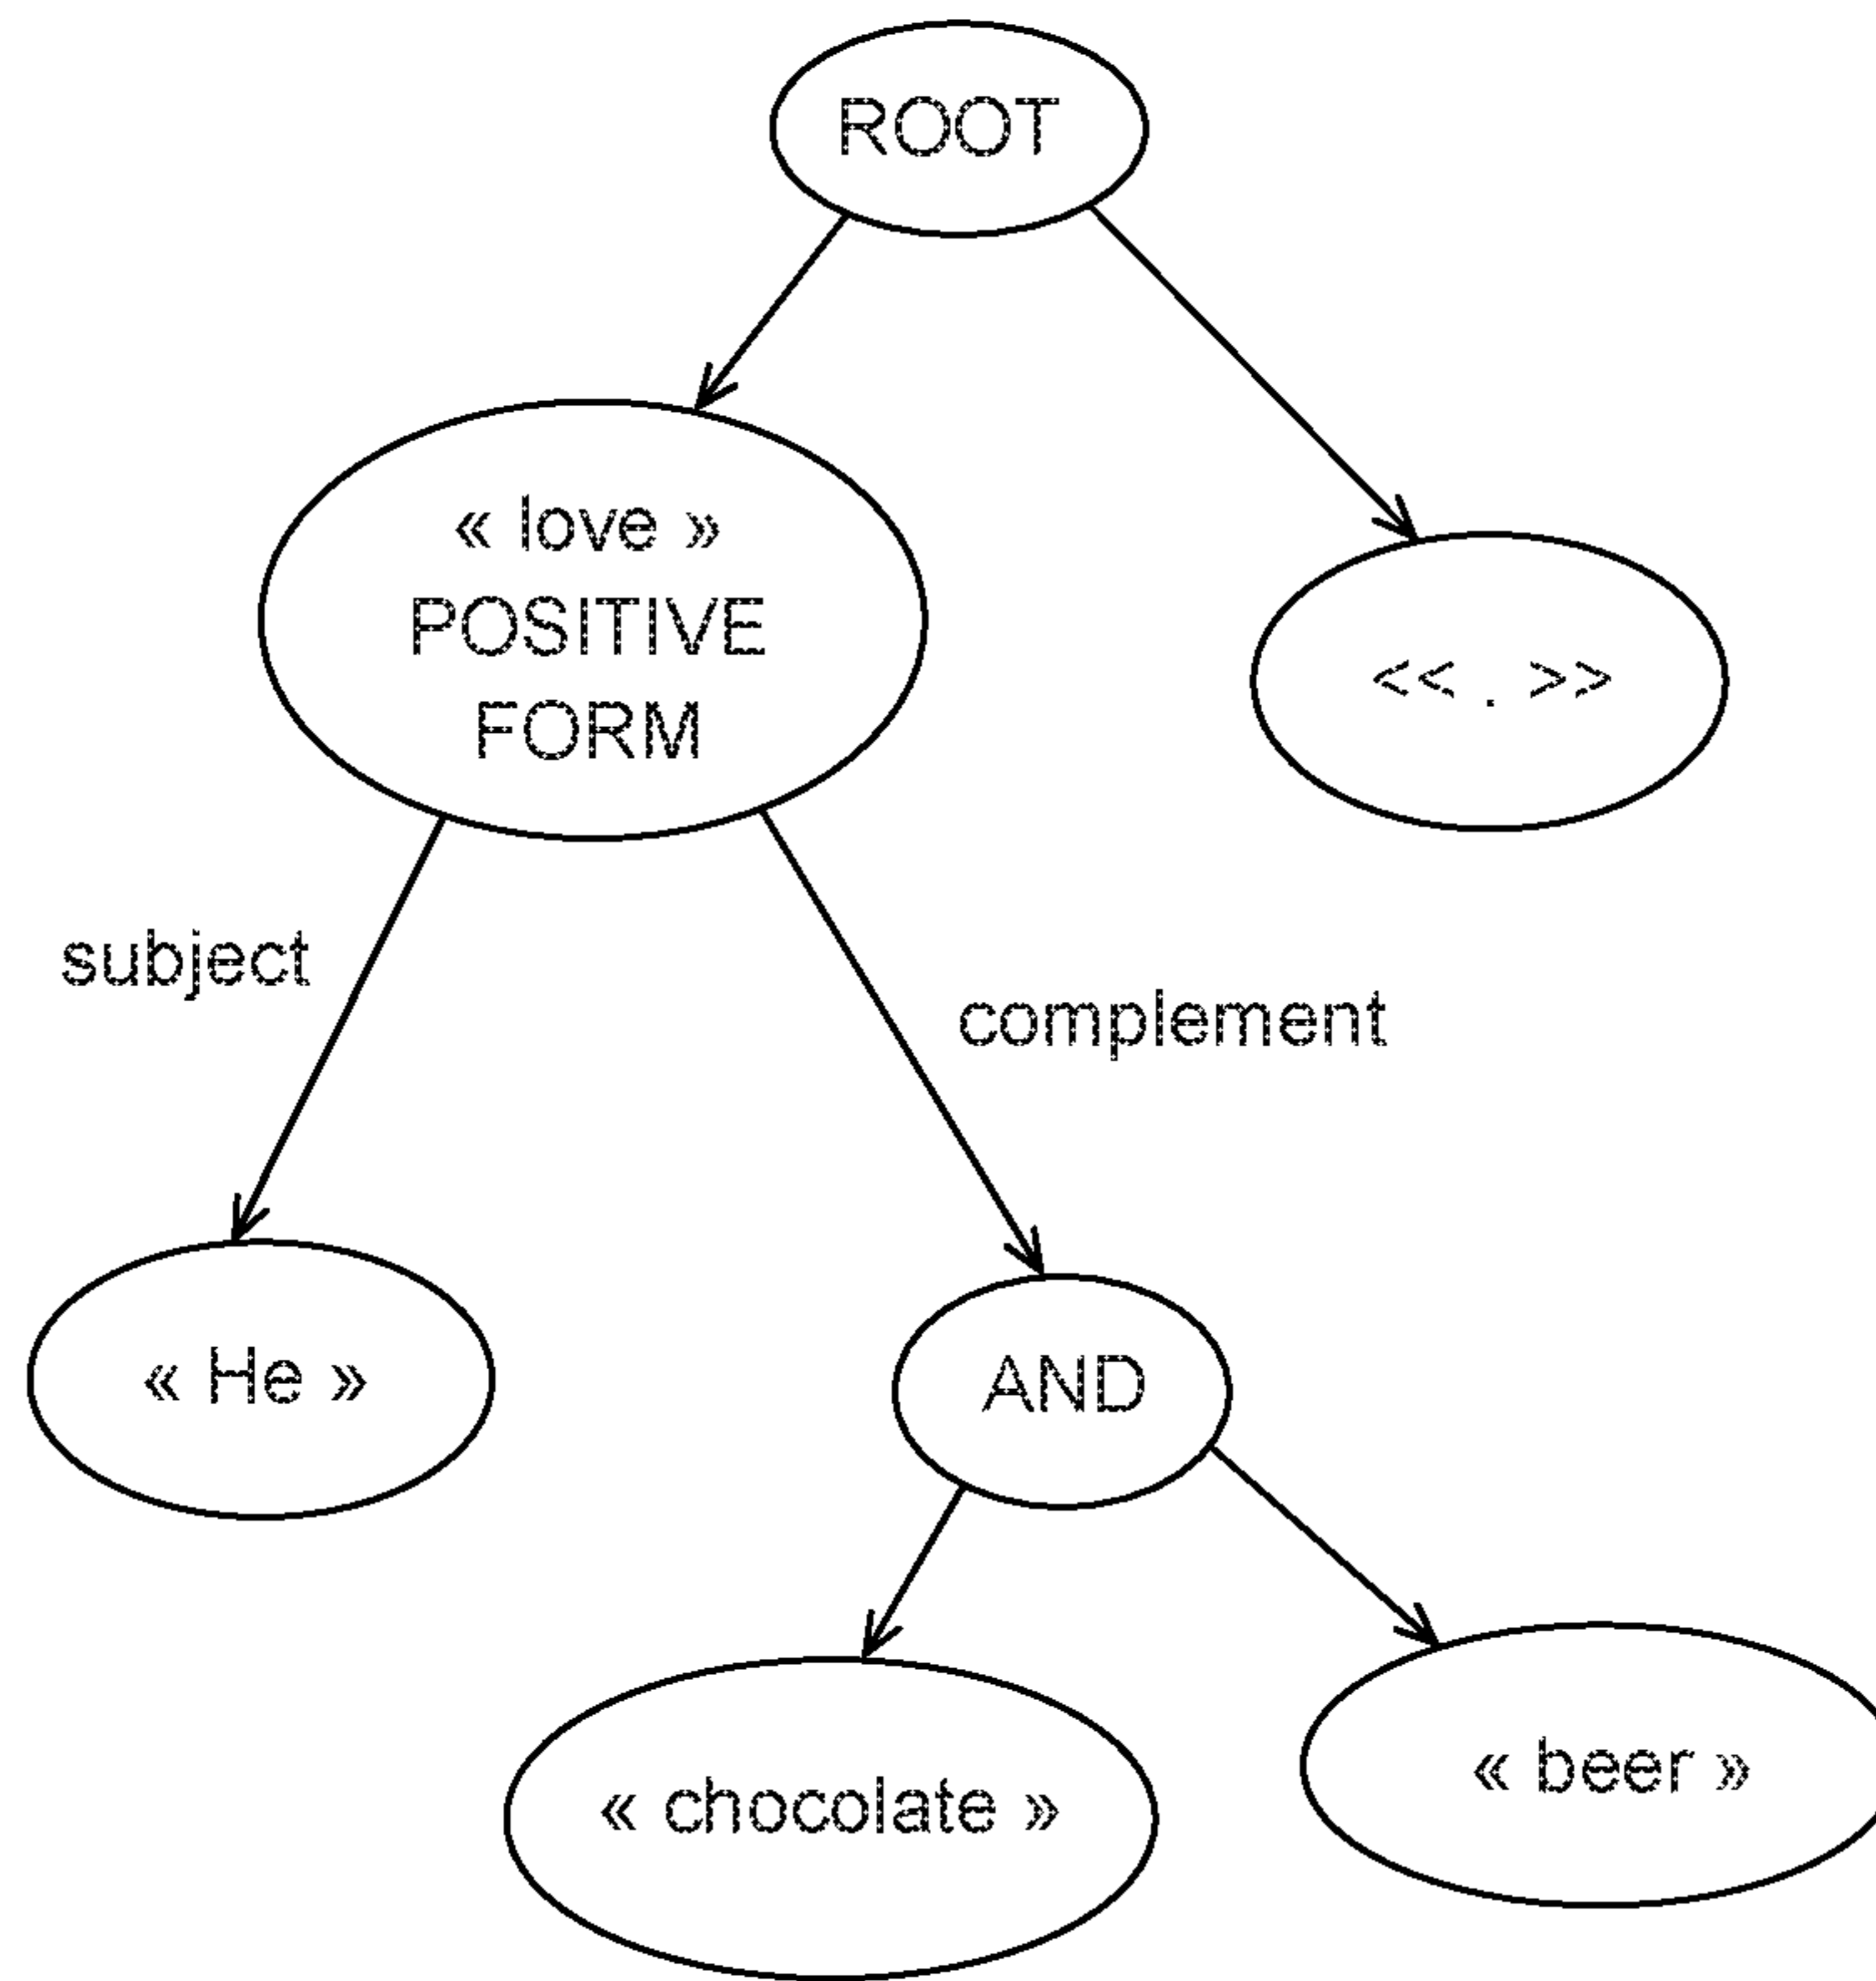 ROOT
« love »
POSITIVE
FORM
<< . >>
subject
complement
« He »
AND
« chocolate »
« beer »